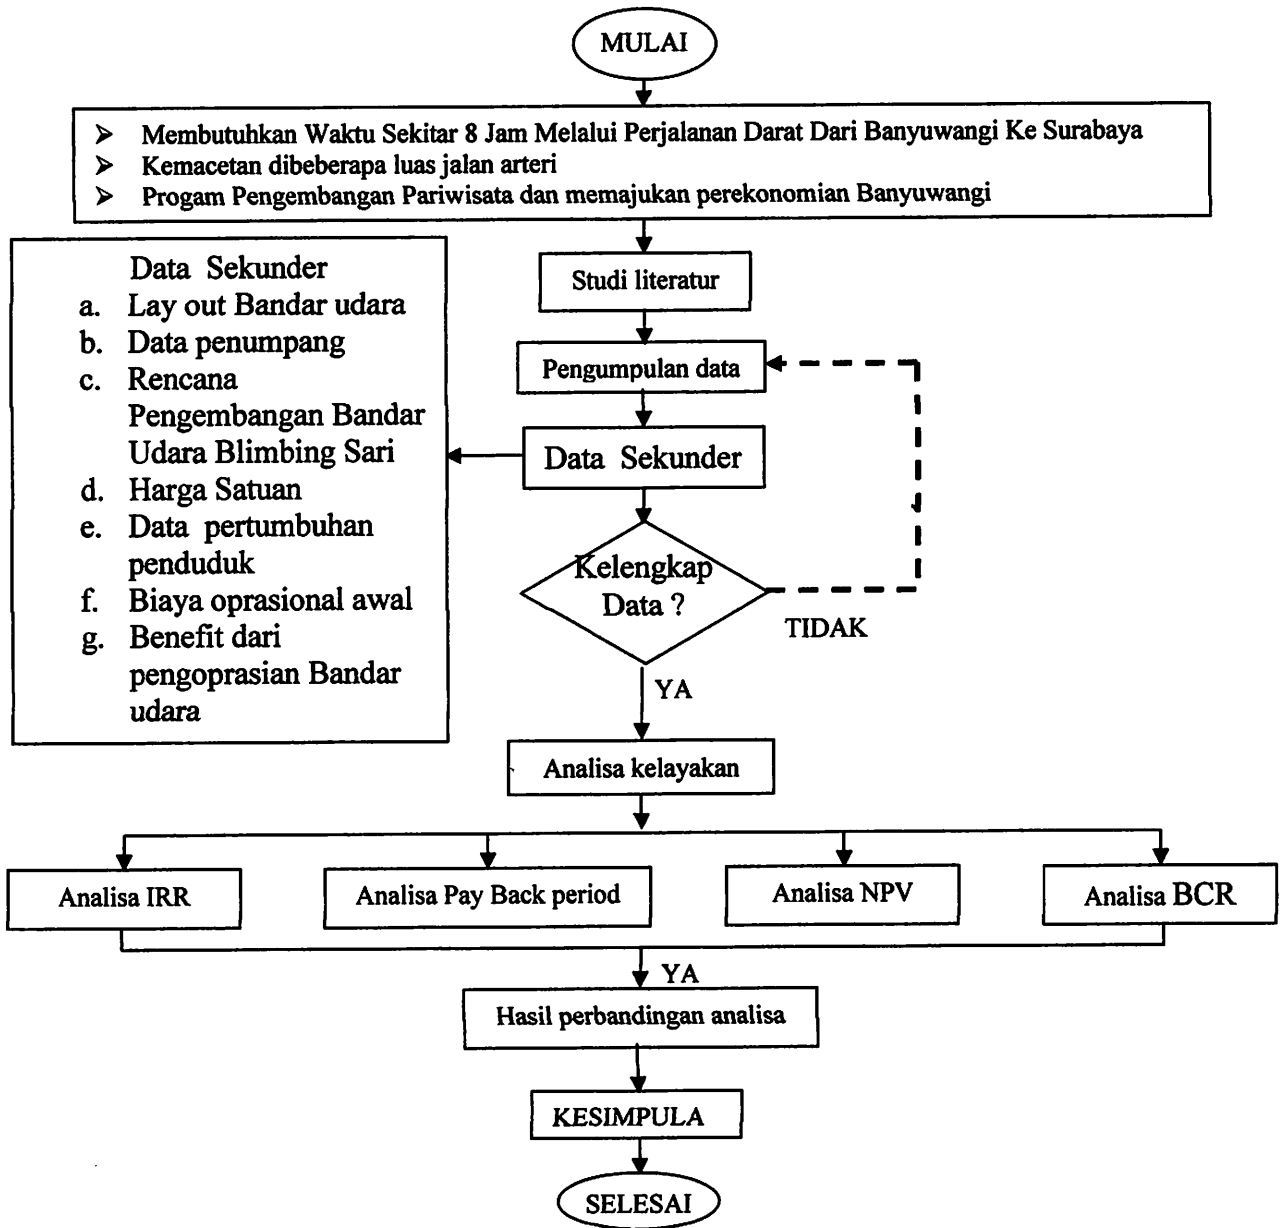 MULAI
➢ Membutuhkan Waktu Sekitar 8 Jam Melalui Perjalanan Darat Dari Banyuwangi Ke Surabaya
➢ Kemacetan dibeberapa luas jalan arteri
➢ Progam Pengembangan Pariwisata dan memajukan perekonomian Banyuwangi
Studi literatur
Pengumpulan data
Data Sekunder
Data Sekunder
a. Lay out Bandar udara
b. Data penumpang
c. Rencana
Pengembangan Bandar
Udara Blimbing Sari
d. Harga Satuan
e. Data pertumbuhan
penduduk
f. Biaya oprasional awal
g. Benefit dari
pengoprasian Bandar
udara
Kelengkap
Data ?
TIDAK
YA
Analisa kelayakan
Analisa IRR
Analisa Pay Back period
Analisa NPV
Analisa BCR
YA
Hasil perbandingan analisa
KESIMPULA
SELESAI